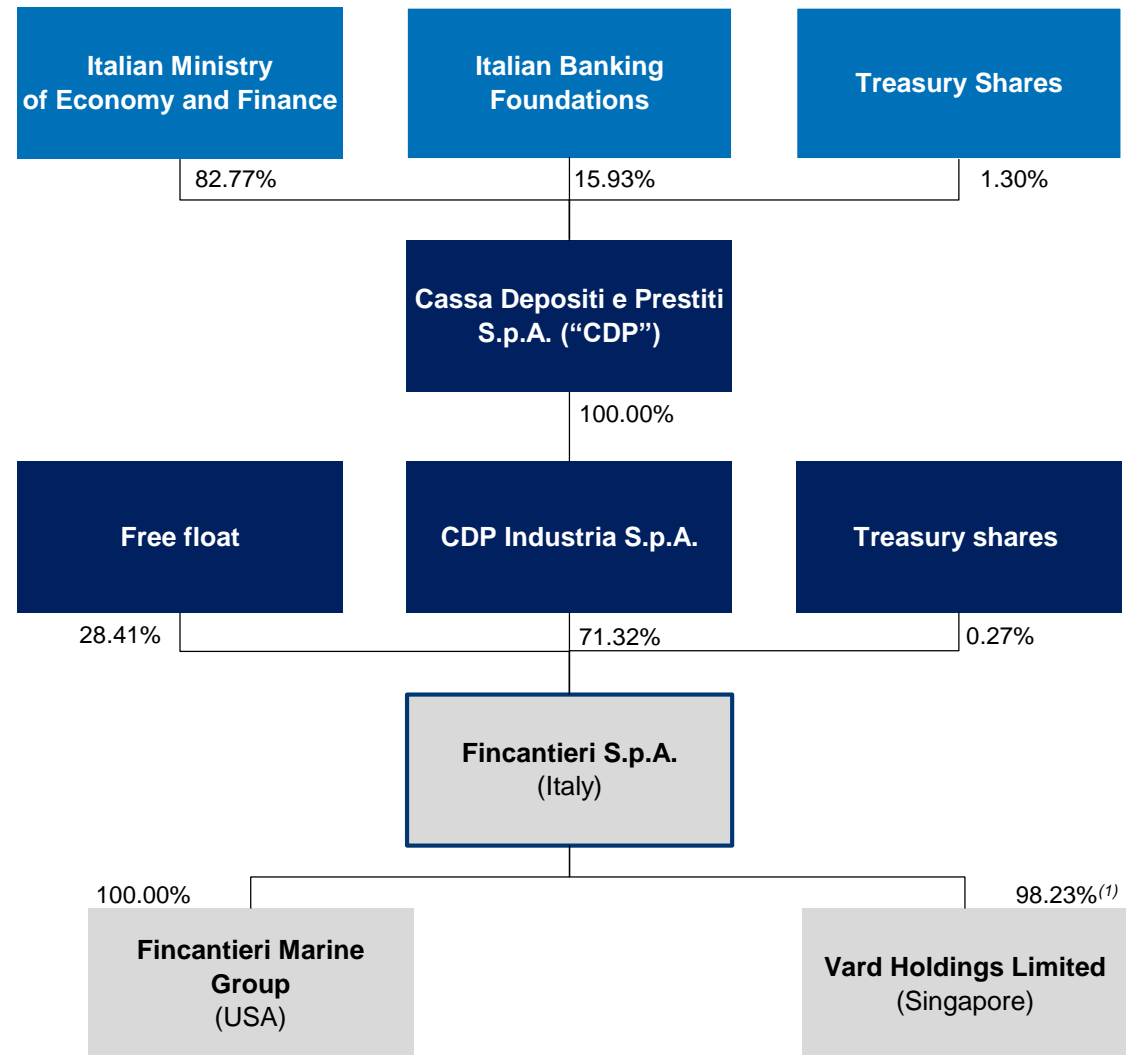 Italian Ministry
of Economy and Finance
Italian Banking
Foundations
Treasury Shares
82.77%
15.93%
1.30%
Cassa Depositi e Prestiti
S.p.A. (“CDP”)
100.00%
Free float
CDP Industria S.p.A.
Treasury shares
28.41%
71.32%
0.27%
Fincantieri S.p.A.
(Italy)
100.00%
98.23%(1)
Fincantieri Marine
Group
(USA)
Vard Holdings Limited
(Singapore)